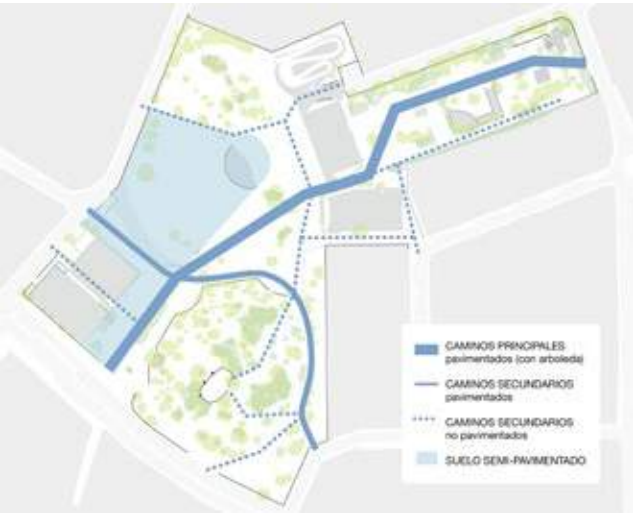 CAMINOS PRINCIPALES
pavimentados (con arboleda)
CAMINOS SECUNDARIOS
pavimentados
CAMINOS SECUNDARIOS
no pavimentados
SUELO SEMI-PAVIMENTADO